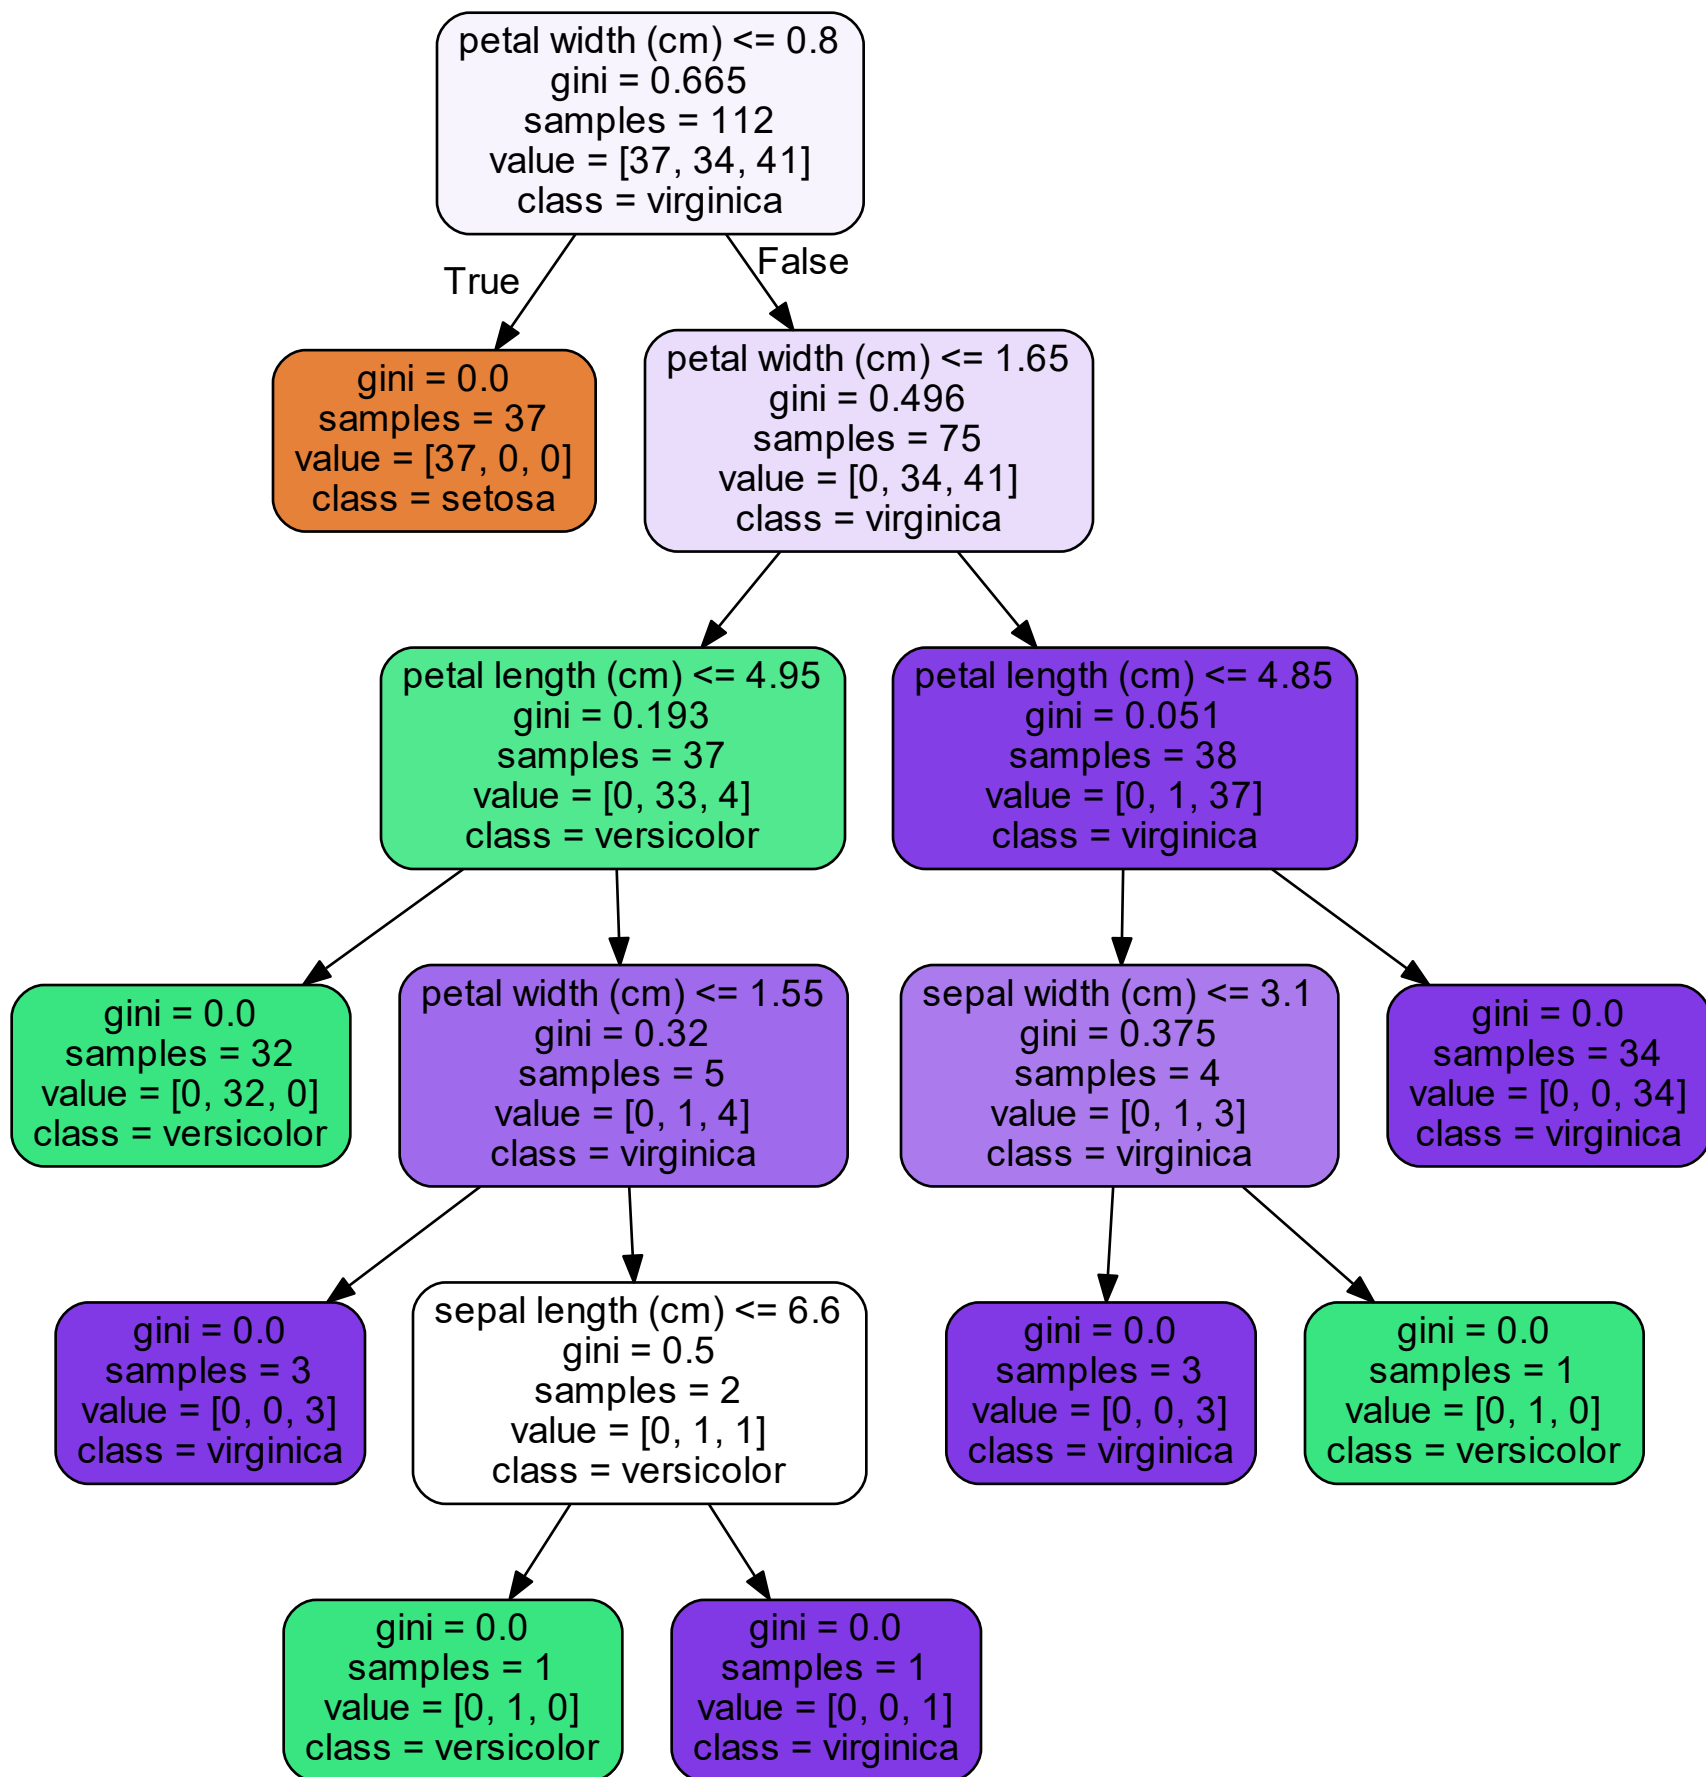 petal width (cm) <= 0.8
gini = 0.665
samples = 112
value = [37, 34, 41]
class = virginica
True
False
gini = 0.0
samples = 37
value = [37, 0, 0]
class = setosa
petal width (cm) <= 1.65
gini = 0.496
samples = 75
value = [0, 34, 41]
class = virginica
petal length (cm) <= 4.95
gini = 0.193
samples = 37
value = [0, 33, 4]
class = versicolor
petal length (cm) <= 4.85
gini = 0.051
samples = 38
value = [0, 1, 37]
class = virginica
gini = 0.0
samples = 32
value = [0, 32, 0]
class = versicolor
petal width (cm) <= 1.55
gini = 0.32
samples = 5
value = [0, 1, 4]
class = virginica
sepal width (cm) <= 3.1
gini = 0.375
samples = 4
value = [0, 1, 3]
class = virginica
gini = 0.0
samples = 34
value = [0, 0, 34]
class = virginica
gini = 0.0
samples = 3
value = [0, 0, 3]
class = virginica
sepal length (cm) <= 6.6
gini = 0.5
samples = 2
value = [0, 1, 1]
class = versicolor
gini = 0.0
samples = 3
value = [0, 0, 3]
class = virginica
gini = 0.0
samples = 1
value = [0, 1, 0]
class = versicolor
gini = 0.0
samples = 1
value = [0, 1, 0]
class = versicolor
gini = 0.0
samples = 1
value = [0, 0, 1]
class = virginica